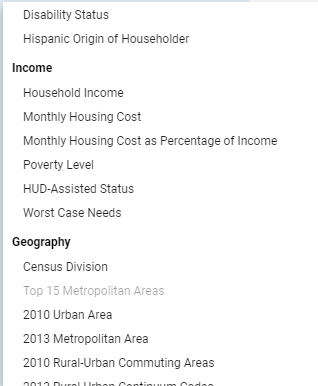 Disability Status
Hispanic Origin of Householder
Income
Household Income
Monthly Housing Cost
Monthly Housing Cost as Percentage of Income
Poverty Level
HUD-Assisted Status
Worst Case Needs
Geography
Census Division
Top 15 Metropolitan Areas
2010 Urban Area
2013 Metropolitan Area
2010 Rural-Urban Commuting Areas
2013 Rural-Urban Continuum Codes